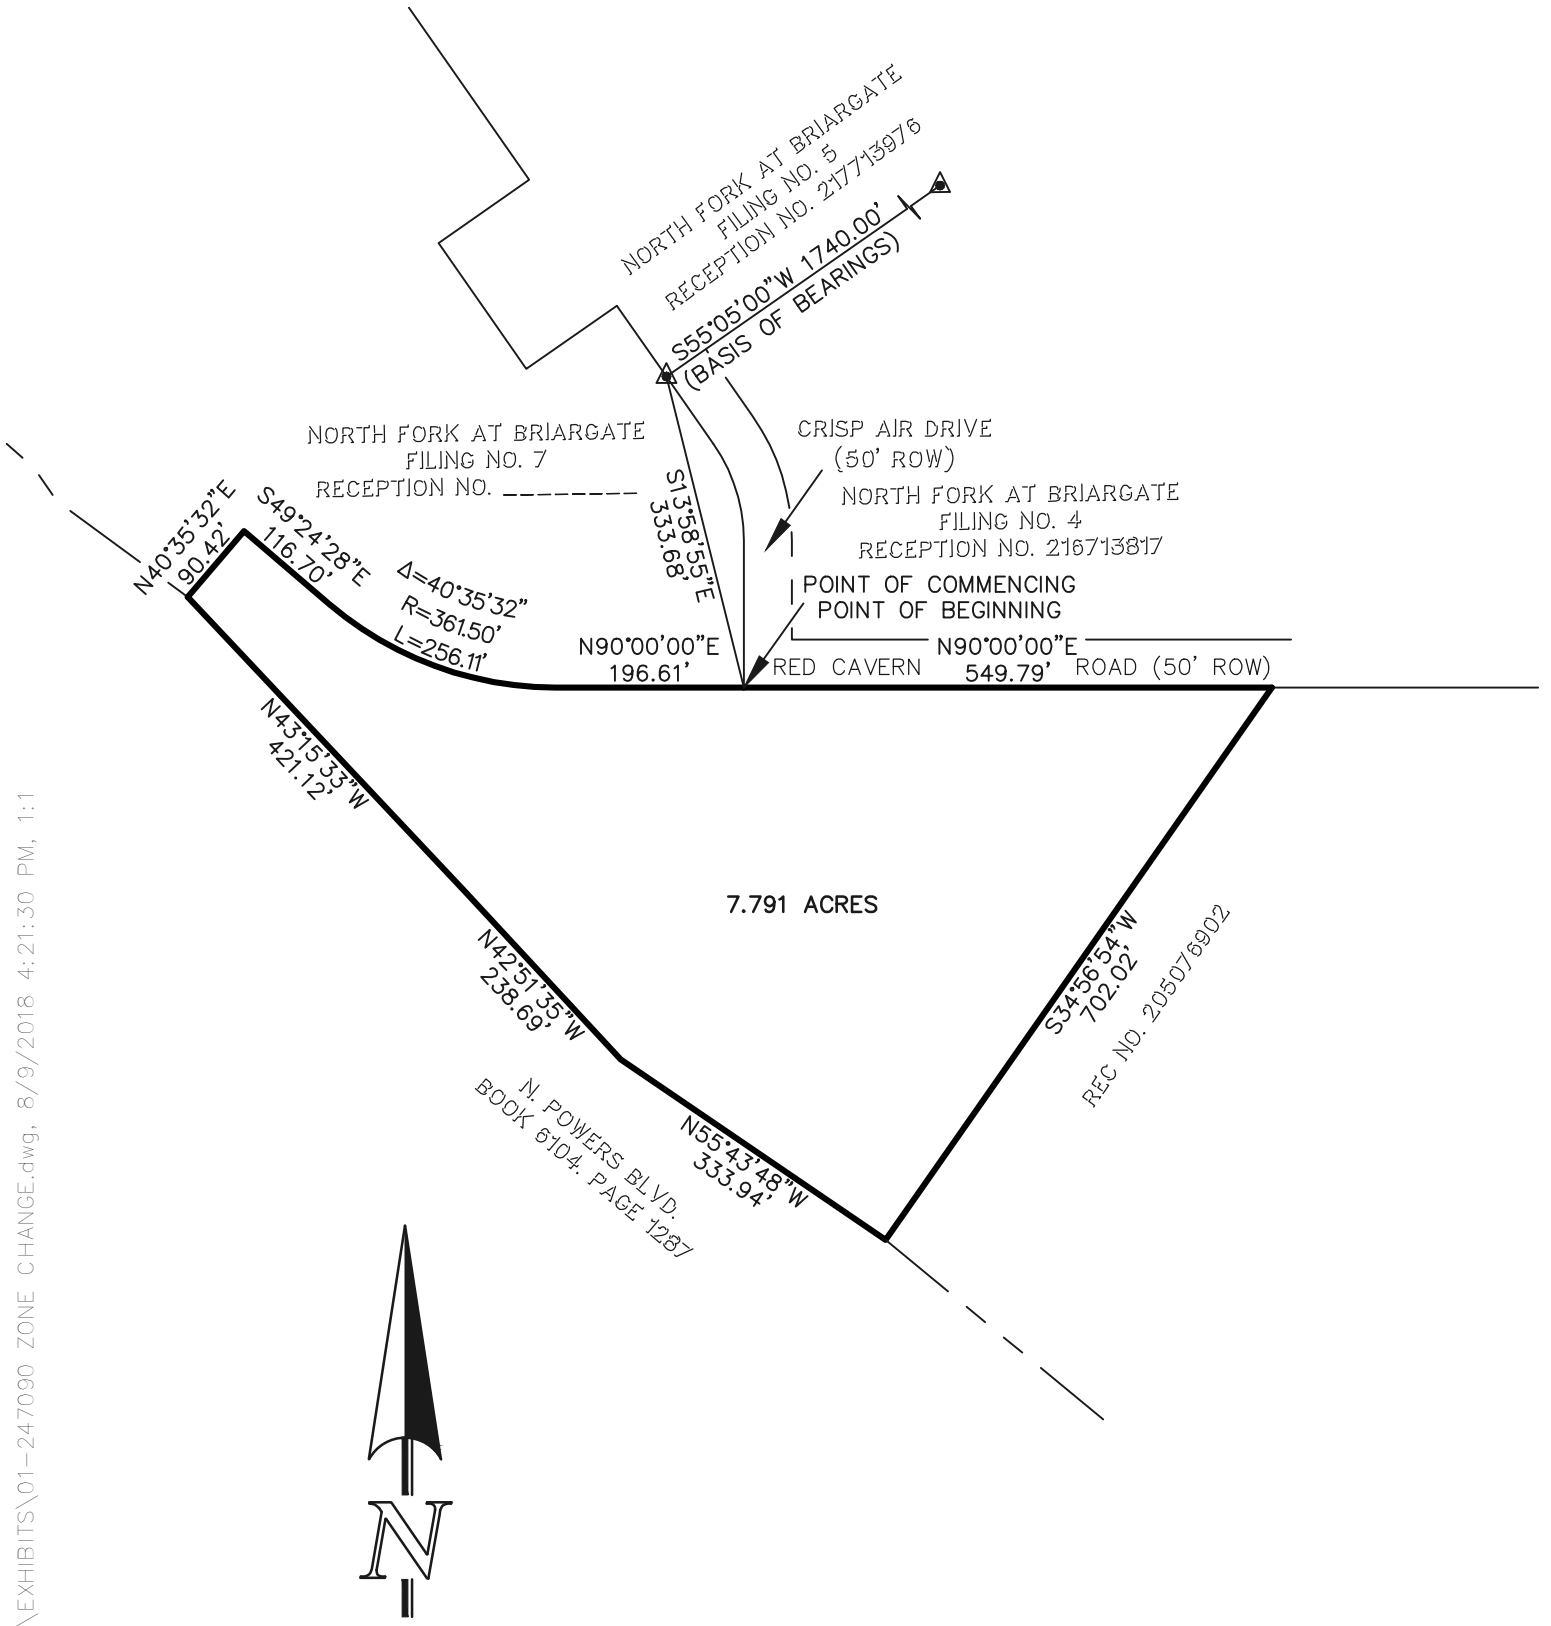 NORTH FORK AT BRIARGATE
FILING NO. 5
RECEPTION NO. 217713976
S55°05'00"W 1740.00'
(BASIS OF BEARINGS)
NORTH FORK AT BRIARGATE
FILING NO. 7
RECEPTION NO. ________
CRISP AIR DRIVE
(50' ROW)
NORTH FORK AT BRIARGATE
FILING NO. 4
RECEPTION NO. 216713817
S13°58'55"E
333.68'
POINT OF COMMENCING
POINT OF BEGINNING
N40°35'32"E
90.42'
S49°24'28"E
116.70'
Δ=40°35'32"
R=361.50'
L=256.11'
N90°00'00"E
196.61'
N90°00'00"E
549.79'
RED CAVERN ROAD (50' ROW)
N43°15'33"W
421.12'
7.791 ACRES
N42°51'35"W
238.69'
S34°56'54"W
702.02'
REC NO. 205076902
N. POWERS BLVD.
BOOK 6104. PAGE 1287
N55°43'48"W
333.94'
N
\EXHIBITS\01-247090 ZONE CHANGE.dwg, 8/9/2018 4:21:30 PM, 1:1